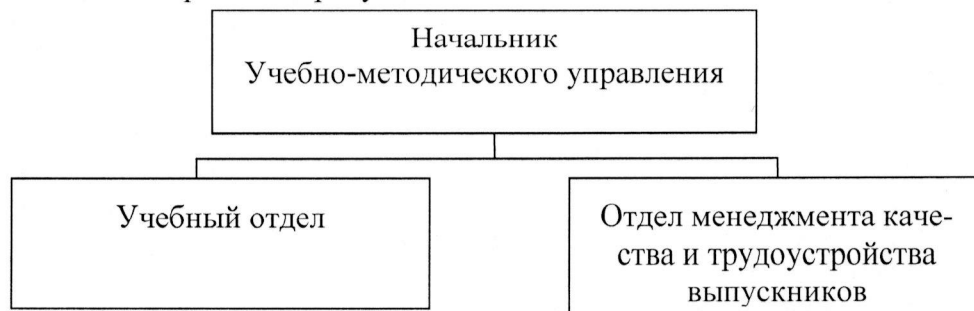 Начальник
Учебно-методического управления
Учебный отдел
Отдел менеджмента каче-
ства и трудоустройства
выпускников